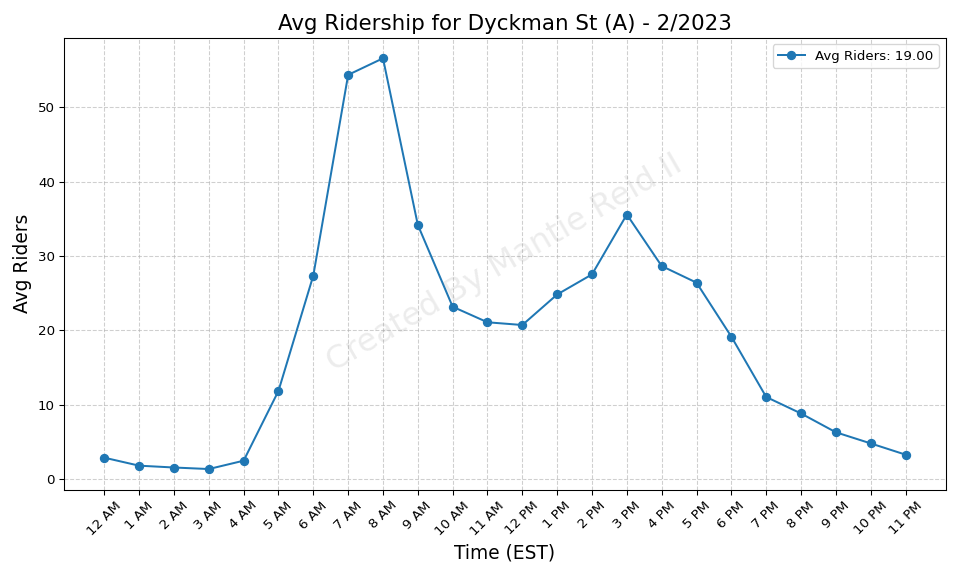 Avg Ridership for Dyckman St (A) - 2/2023
Avg Riders: 19.00
Avg Riders
50
40
30
20
10
0
Created By Mantie Reid II
12 AM
1 AM
2 AM
3 AM
4 AM
5 AM
6 AM
7 AM
8 AM
9 AM
10 AM
11 AM
12 PM
1 PM
2 PM
3 PM
4 PM
5 PM
6 PM
7 PM
8 PM
9 PM
10 PM
11 PM
Time (EST)